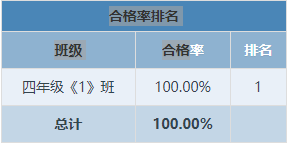 合格率排名
班级 合格率 排名
四年级《1》班 100.00% 1
总计 100.00%